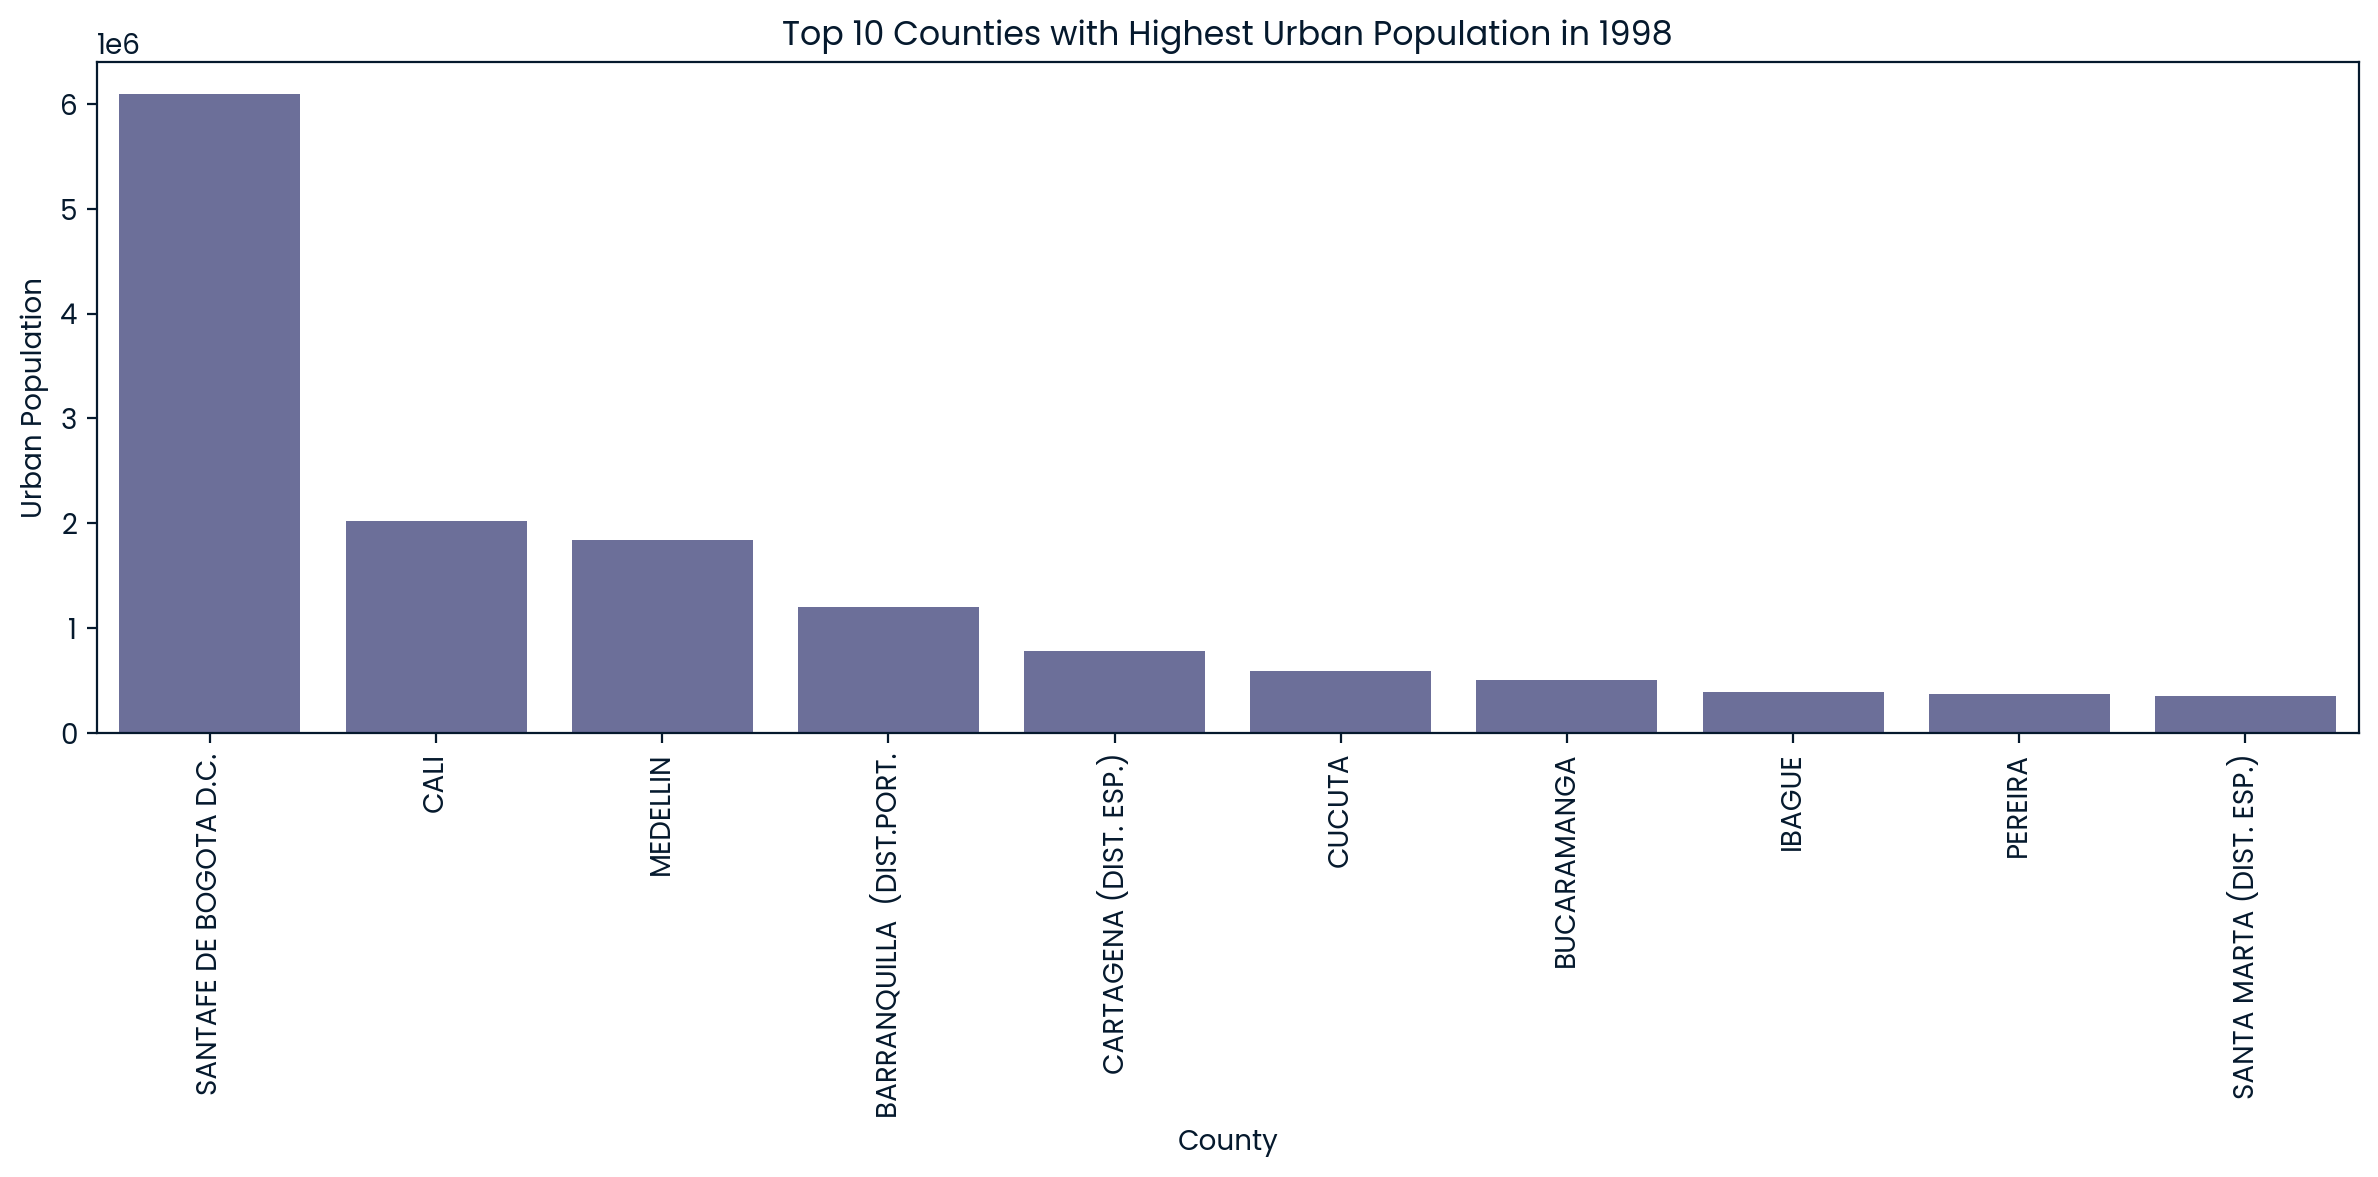 Top 10 Counties with Highest Urban Population in 1998
1e6
6
5
4
3
2
1
0
Urban Population
SANTAFE DE BOGOTA D.C.
CALI
MEDELLIN
BARRANQUILLA  (DIST.PORT.
CARTAGENA (DIST. ESP.)
CUCUTA
BUCARAMANGA
IBAGUE
PEREIRA
SANTA MARTA (DIST. ESP.)
County